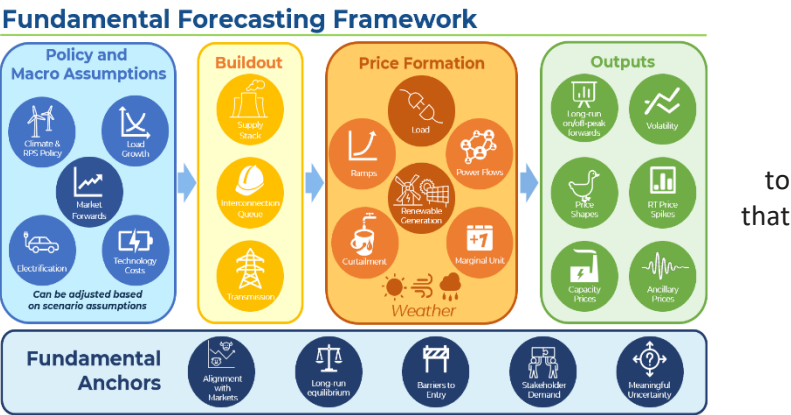 Fundamental Forecasting Framework
Policy and
Macro Assumptions
Climate &
RPS Policy
Load
Growth
Market
Forwards
Electrification
Technology
Costs
Can be adjusted based
on scenario assumptions
Buildout
Supply
Stack
Interconnection
Queue
Transmission
Price Formation
Load
Ramps
Power Flows
Renewable
Generation
Curtailment
+1
Marginal Unit
Weather
Outputs
Long-run
on/off-peak
forwards
Volatility
Price
Shapes
RT Price
Spikes
Capacity
Prices
Ancillary
Prices
to
that
Fundamental
Anchors
Alignment
with
Markets
Long-run
equilibrium
Barriers to
Entry
Stakeholder
Demand
?
Meaningful
Uncertainty